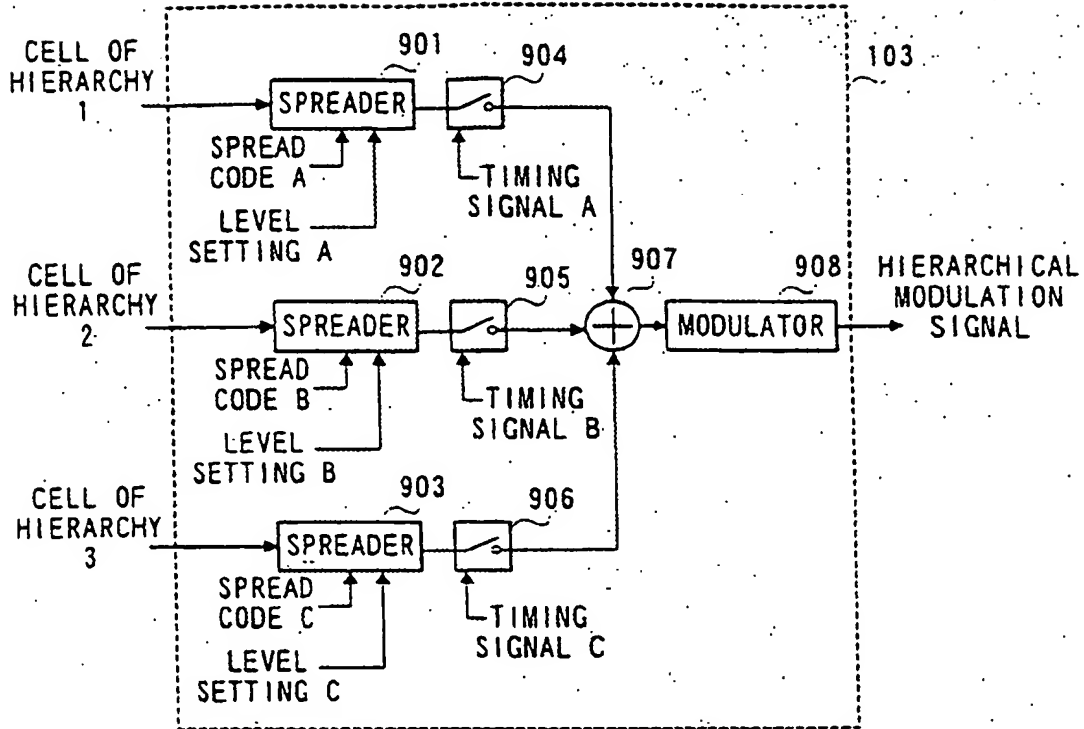 CELL OF
HIERARCHY
1
901
SPREADER
904
103
SPREAD
CODE A
TIMING
SIGNAL A
LEVEL
SETTING A
CELL OF
HIERARCHY
2
902
SPREADER
905
907
908
MODULATOR
HIERARCHICAL
MODULATION
SIGNAL
SPREAD
CODE B
TIMING
SIGNAL B
LEVEL
SETTING B
CELL OF
HIERARCHY
3
903
SPREADER
906
SPREAD
CODE C
TIMING
SIGNAL C
LEVEL
SETTING C